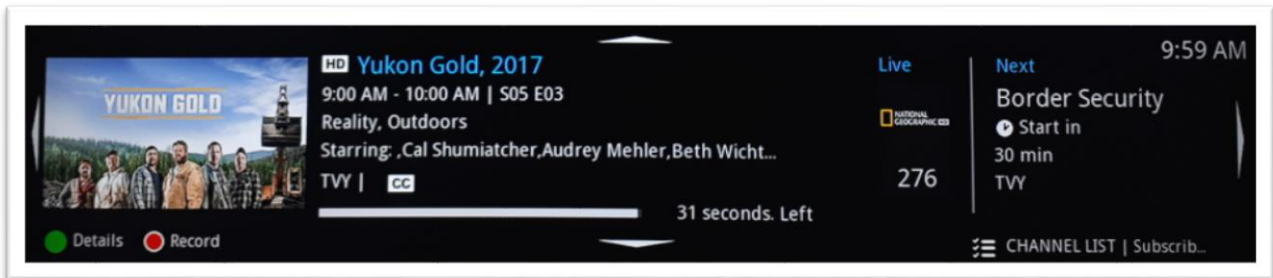 9:59 AM
YUKON GOLD
HD Yukon Gold, 2017
9:00 AM - 10:00 AM | S05 E03
Reality, Outdoors
Starring: ,Cal Shumiatcher,Audrey Mehler,Beth Wicht...
TVY | CC
31 seconds. Left
Live
NATIONAL
GEOGRAPHIC HD
276
Next
Border Security
Start in
30 min
TVY
Details
Record
CHANNEL LIST | Subscrib...